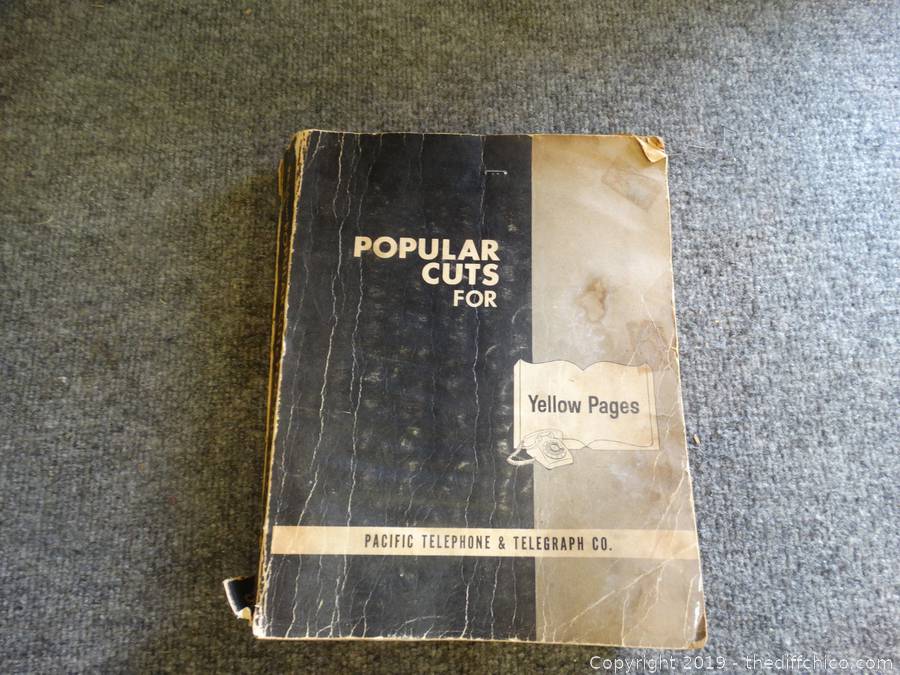 POPULAR
CUTS
FOR
Yellow Pages
PACIFIC TELEPHONE & TELEGRAPH CO.
Copyright 2019 - thediffchico.com